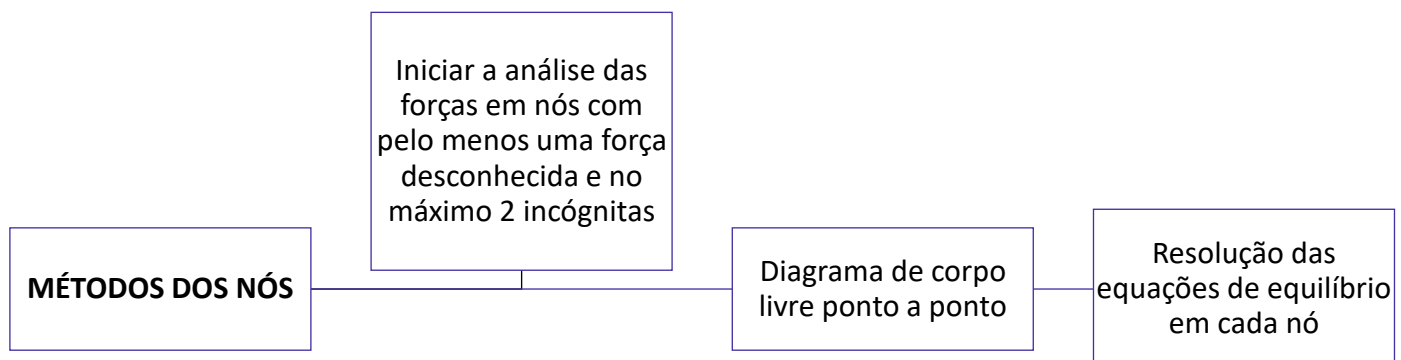 MÉTODOS DOS NÓS
Iniciar a análise das
forças em nós com
pelo menos uma força
desconhecida e no
máximo 2 incógnitas
Diagrama de corpo
livre ponto a ponto
Resolução das
equações de equilíbrio
em cada nó